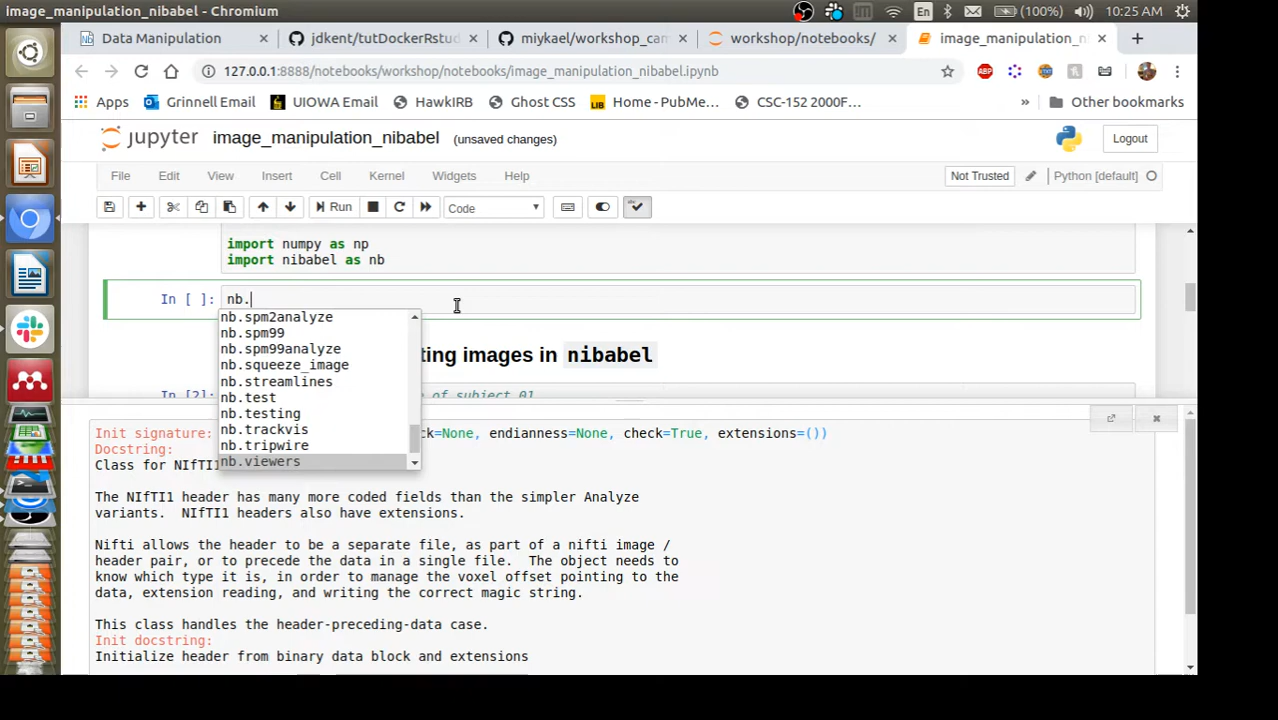 image_manipulation_nibabel - Chromium
En
(100%)
10:25 AM
Data Manipulation
jdkent/tutDockerRstud
miykael/workshop_cam
workshop/notebooks/
image_manipulation_ni
127.0.0.1:8888/notebooks/workshop/notebooks/image_manipulation_nibabel.ipynb
ABP
Apps
Grinnell Email
UIOWA Email
HawkIRB
Ghost CSS
LIB
Home - PubMe...
CSC-152 2000F...
»
Other bookmarks
jupyter
image_manipulation_nibabel
(unsaved changes)
Logout
File
Edit
View
Insert
Cell
Kernel
Widgets
Help
Not Trusted
Python [default]
Run
Code
import numpy as np
import nibabel as nb
In [ ]:
nb.
nb.spm2analyze
nb.spm99
nb.spm99analyze
nb.squeeze_image
nb.streamlines
nb.test
nb.testing
nb.trackvis
nb.tripwire
nb.viewers
ting images in nibabel
In [2]:
of subject 01
Init signature:
ck=None, endianness=None, check=True, extensions=())
Docstring:
Class for NIfTI1
The NIfTI1 header has many more coded fields than the simpler Analyze
variants. NIfTI1 headers also have extensions.
Nifti allows the header to be a separate file, as part of a nifti image /
header pair, or to precede the data in a single file. The object needs to
know which type it is, in order to manage the voxel offset pointing to the
data, extension reading, and writing the correct magic string.
This class handles the header-preceding-data case.
Init docstring:
Initialize header from binary data block and extensions